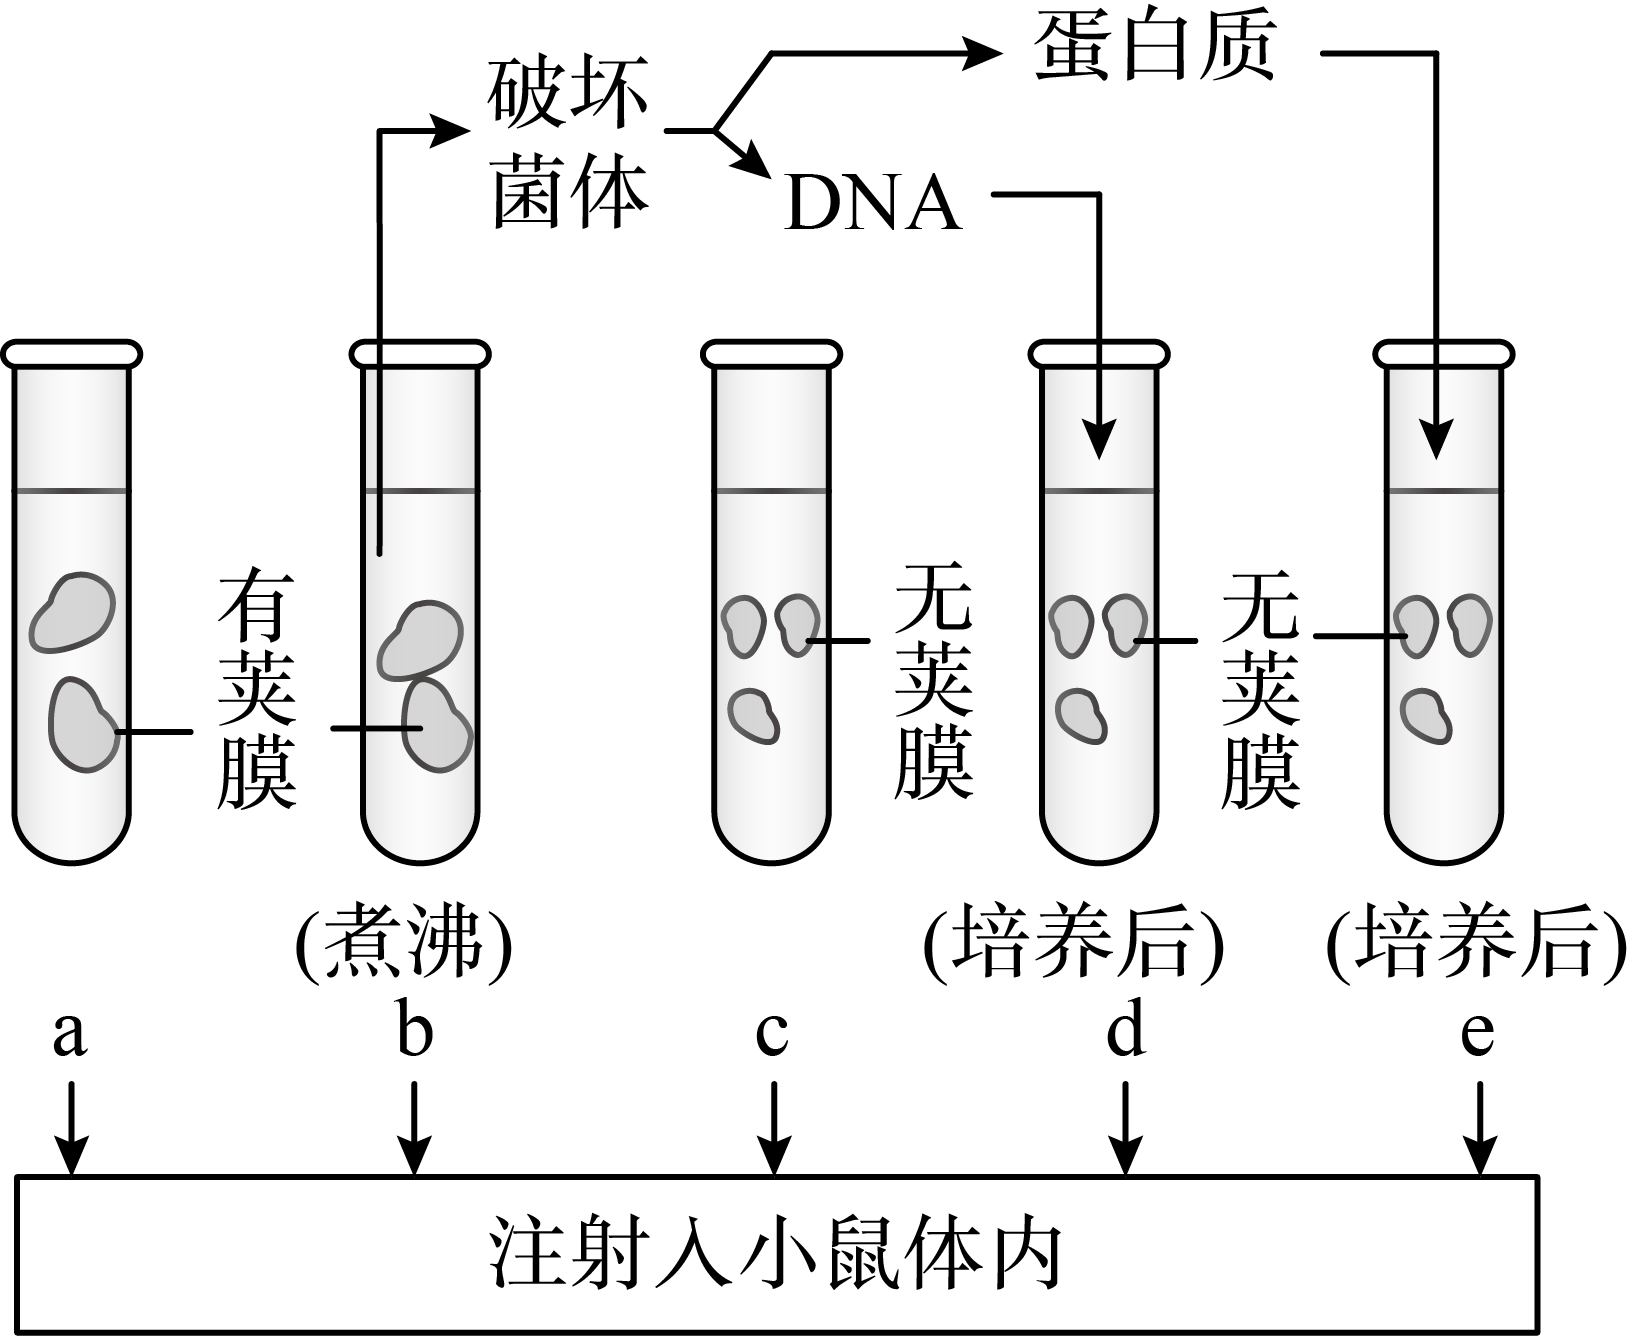 蛋白质
破坏
菌体
DNA
有荚膜
无荚膜
无荚膜
(煮沸)
(培养后)
(培养后)
a
b
c
d
e
注射入小鼠体内